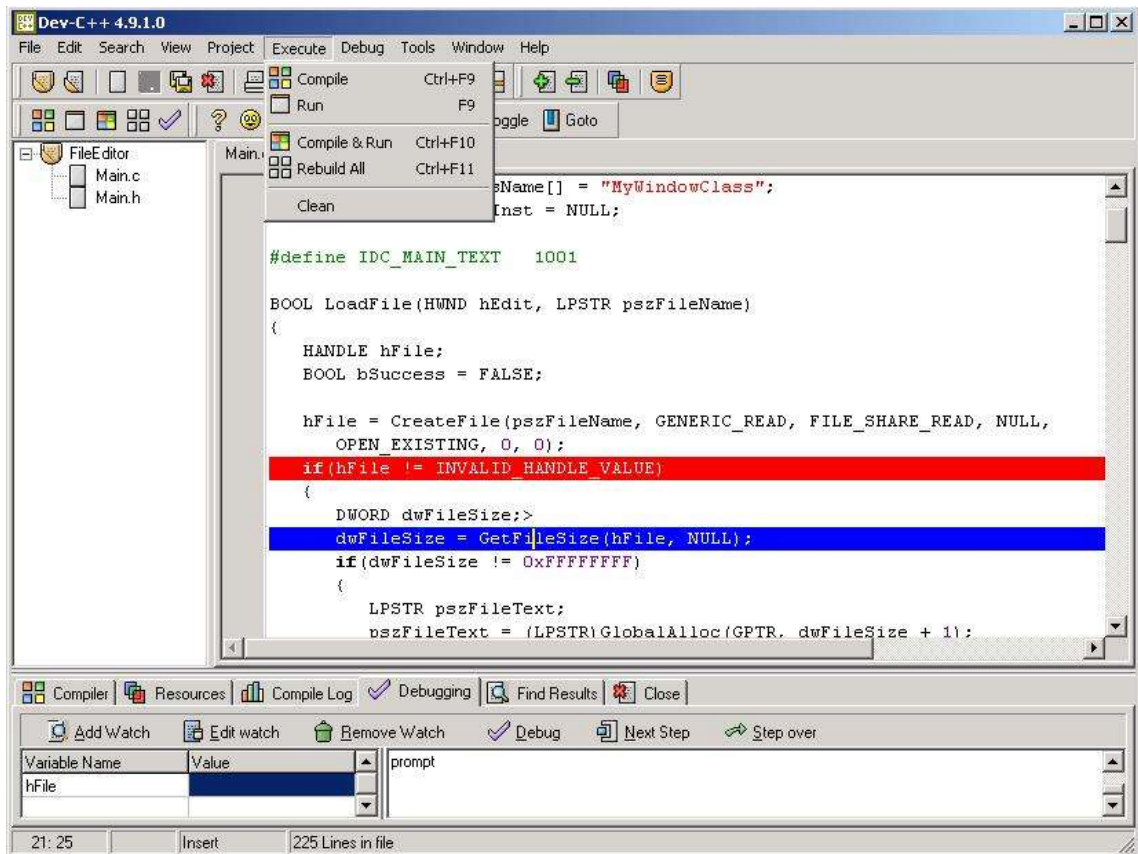 Dev-C++ 4.9.1.0
File Edit Search View Project Execute Debug Tools Window Help
Compile Ctrl+F9
Run F9
Compile & Run Ctrl+F10
Rebuild All Ctrl+F11
Clean
oggle Goto
FileEditor
Main.c
Main.h
Main.
sName[] = "MyWindowClass";
Inst = NULL;
#define IDC_MAIN_TEXT 1001
BOOL LoadFile(HWND hEdit, LPSTR pszFileName)
{
HANDLE hFile;
BOOL bSuccess = FALSE;
hFile = CreateFile(pszFileName, GENERIC_READ, FILE_SHARE_READ, NULL,
OPEN_EXISTING, 0, 0);
if(hFile != INVALID_HANDLE_VALUE)
{
DWORD dwFileSize;>
dwFileSize = GetFileSize(hFile, NULL);
if(dwFileSize != 0xFFFFFFFF)
{
LPSTR pszFileText;
pszFileText = (LPSTR)GlobalAlloc(GPTR, dwFileSize + 1);
Compiler Resources Compile Log Debugging Find Results Close
Add Watch Edit watch Remove Watch Debug Next Step Step over
Variable Name Value
prompt
hFile
21: 25 Insert 225 Lines in file